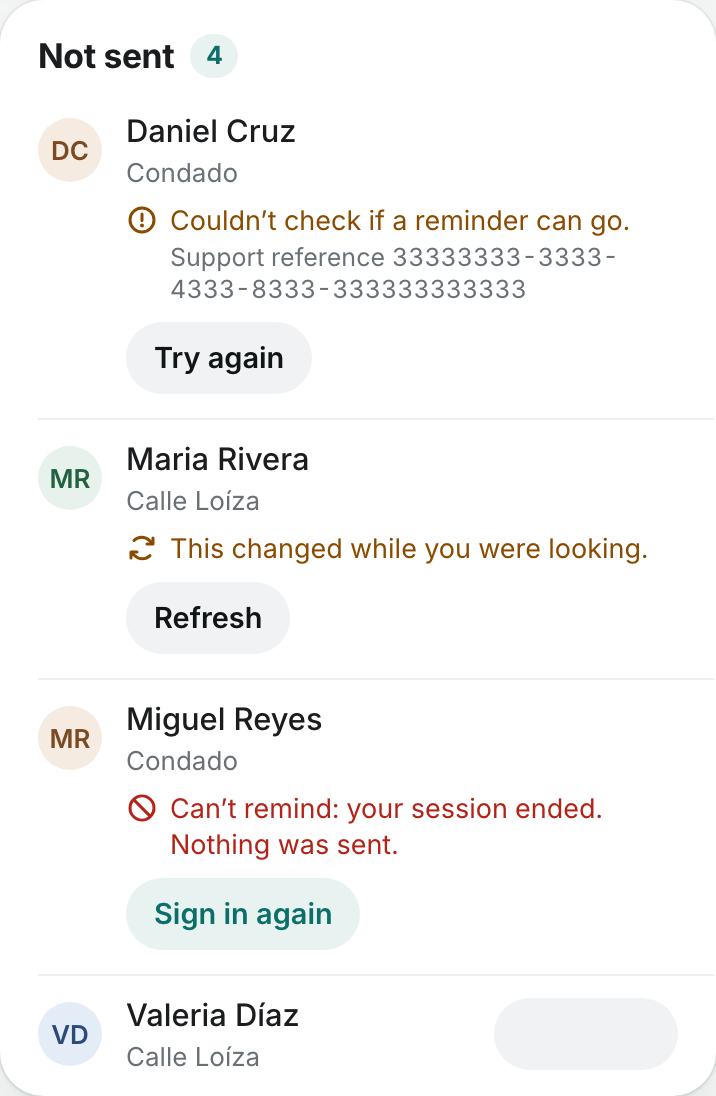 Not sent 4
DC
Daniel Cruz
Condado
Couldn’t check if a reminder can go.
Support reference 33333333-3333-
4333-8333-333333333333
Try again
MR
Maria Rivera
Calle Loíza
This changed while you were looking.
Refresh
MR
Miguel Reyes
Condado
Can’t remind: your session ended.
Nothing was sent.
Sign in again
VD
Valeria Díaz
Calle Loíza